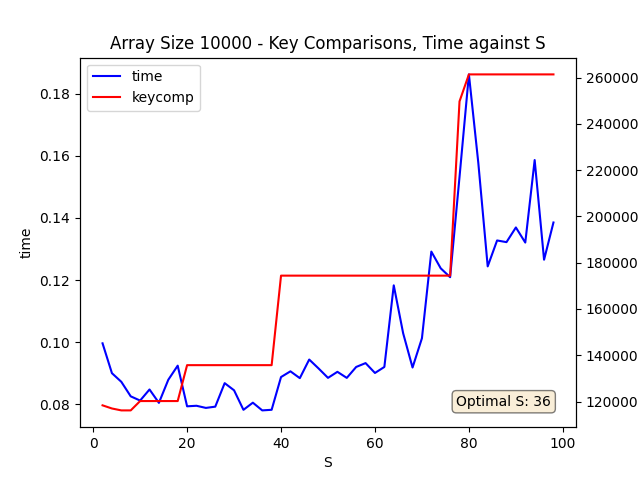 Array Size 10000 - Key Comparisons, Time against S
time
keycomp
0.18
0.16
0.14
0.12
0.10
0.08
time
260000
240000
220000
200000
180000
160000
140000
120000
Optimal S: 36
0 20 40 60 80 100
S